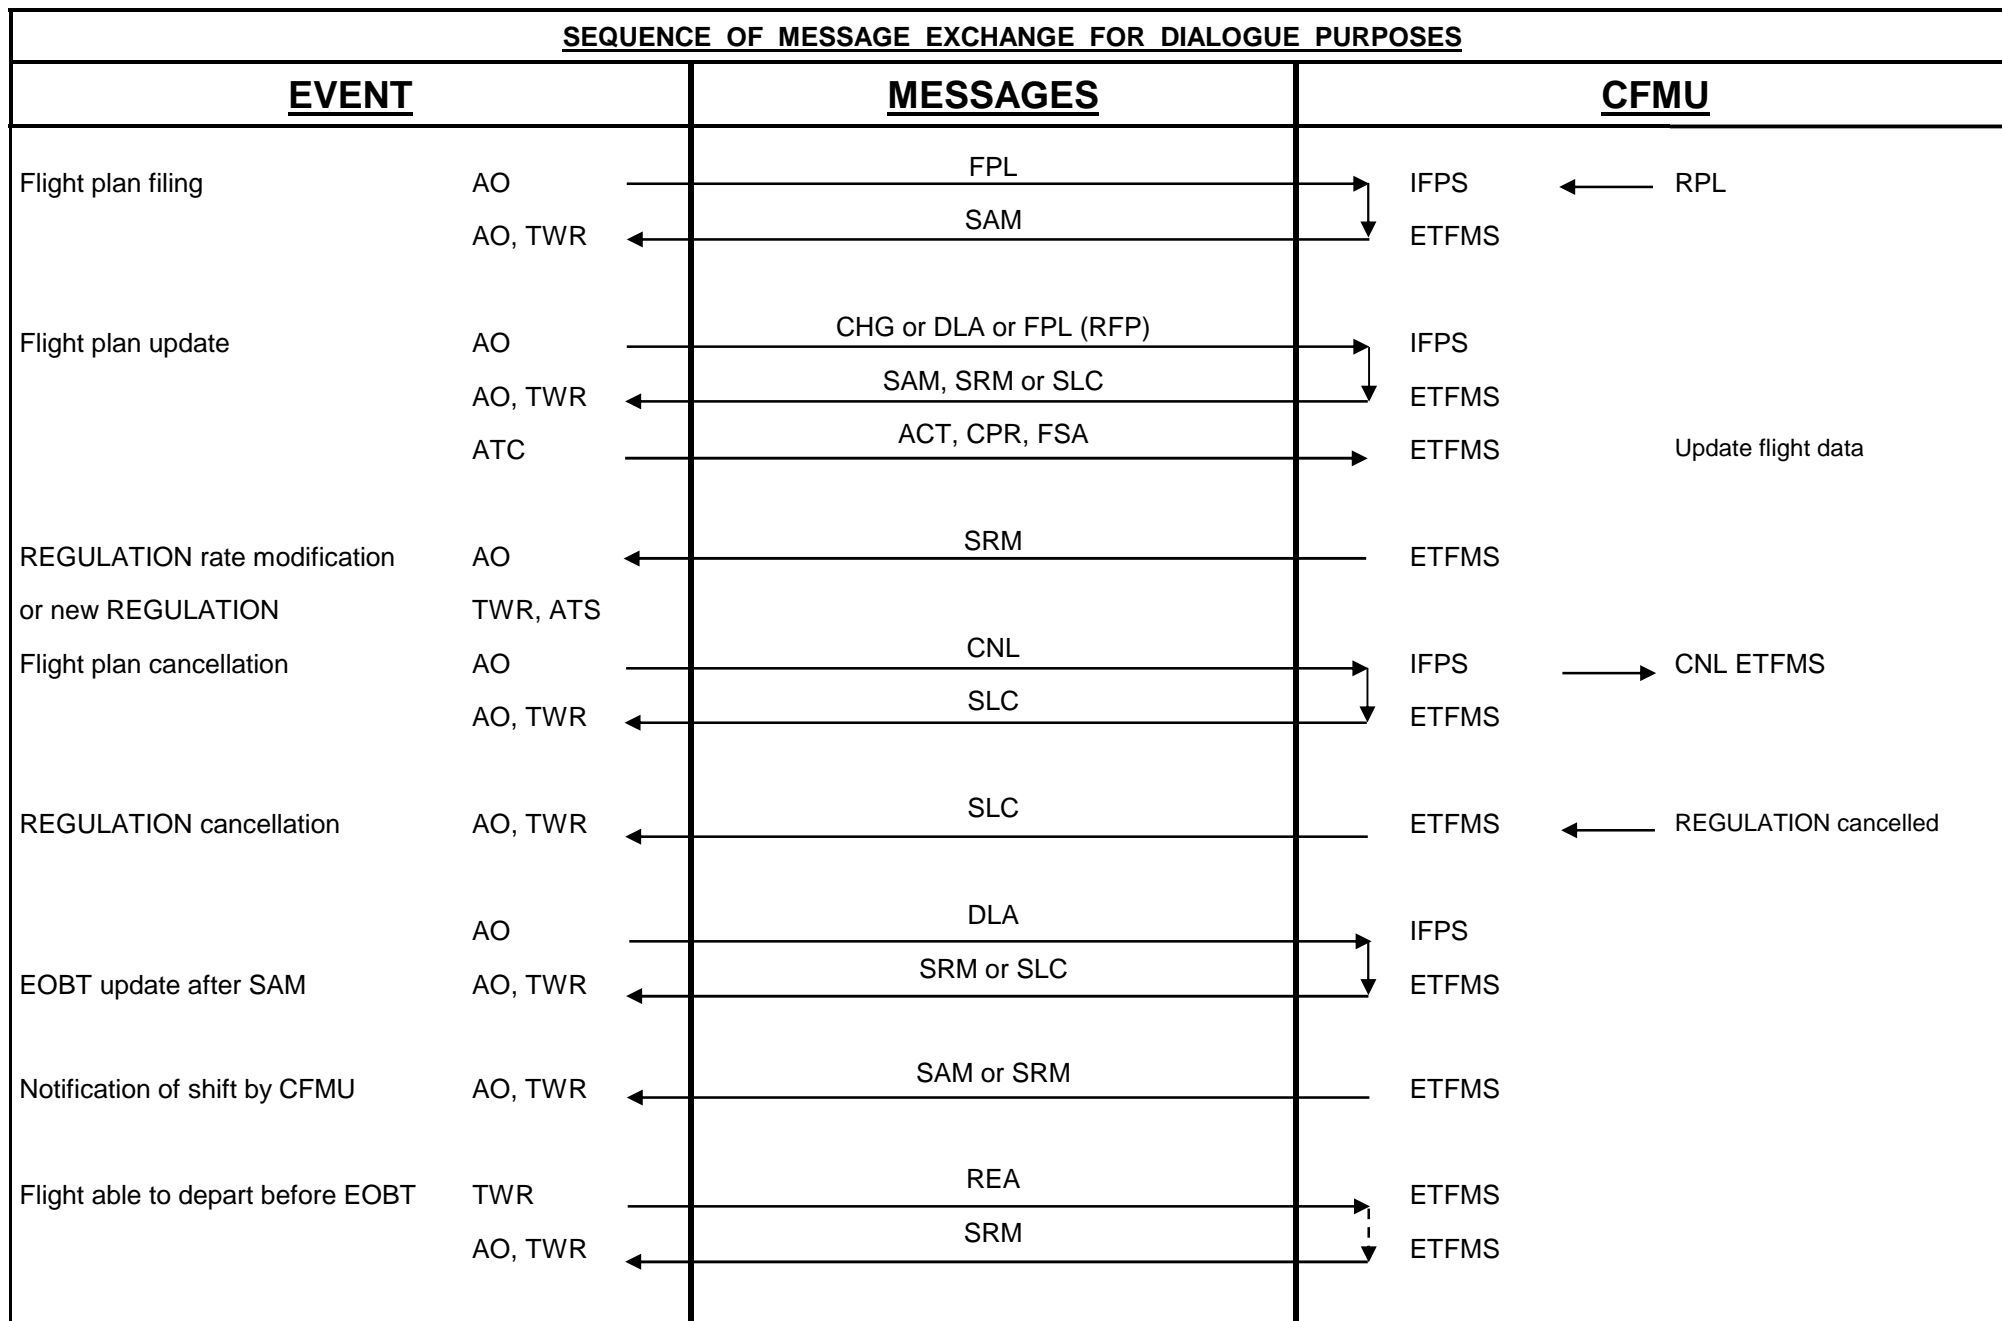 SEQUENCE OF MESSAGE EXCHANGE FOR DIALOGUE PURPOSES
EVENT MESSAGES CFMU
FPL
Flight plan filing AO IFPS RPL
SAM
AO, TWR ETFMS
CHG or DLA or FPL (RFP)
Flight plan update AO IFPS
SAM, SRM or SLC
AO, TWR ETFMS
ACT, CPR, FSA
ATC ETFMS Update flight data
SRM
REGULATION rate modification AO ETFMS
or new REGULATION TWR, ATS
CNL
Flight plan cancellation AO IFPS CNL ETFMS
SLC
AO, TWR ETFMS
SLC
REGULATION cancellation AO, TWR ETFMS REGULATION cancelled
DLA
AO IFPS
SRM or SLC
EOBT update after SAM AO, TWR ETFMS
SAM or SRM
Notification of shift by CFMU AO, TWR ETFMS
REA
Flight able to depart before EOBT TWR ETFMS
SRM
AO, TWR ETFMS